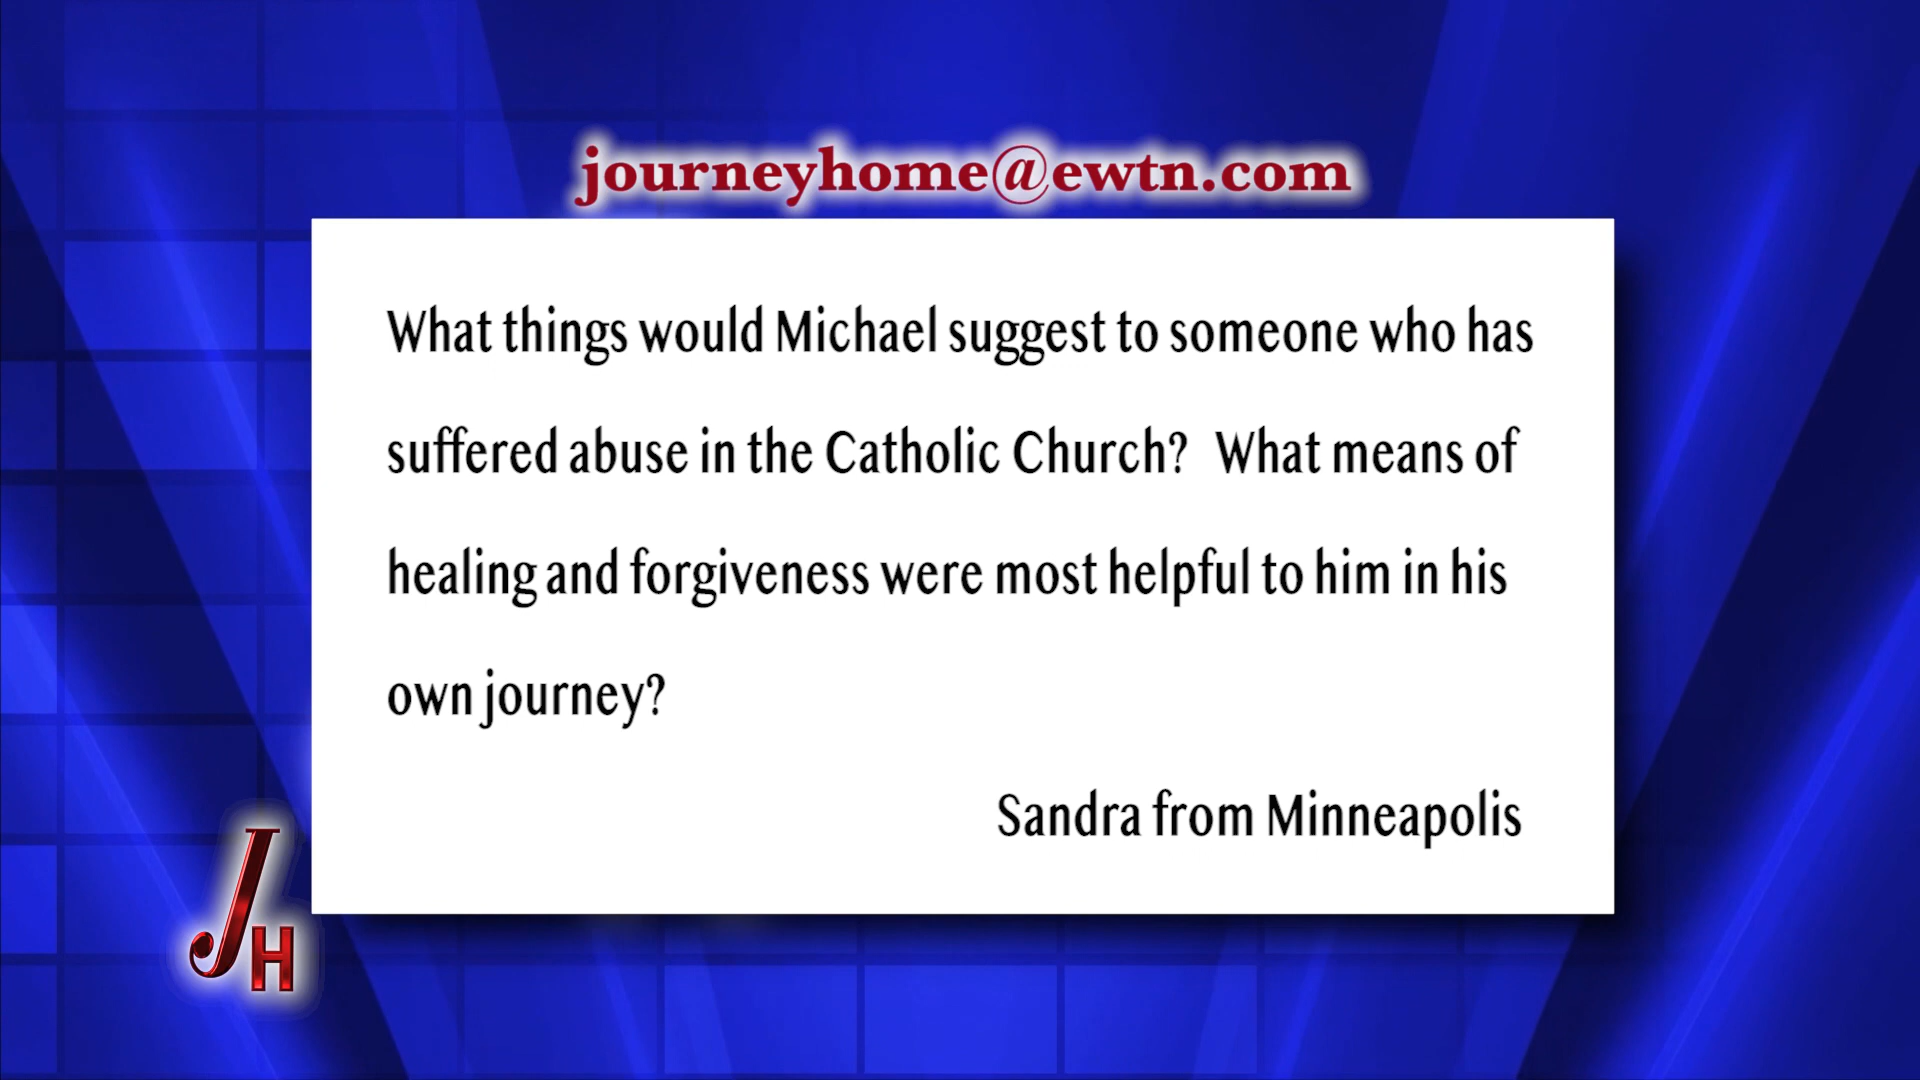 journeyhome@ewtn.com
What things would Michael suggest to someone who has
suffered abuse in the Catholic Church?  What means of
healing and forgiveness were most helpful to him in his
own journey?
Sandra from Minneapolis
JH